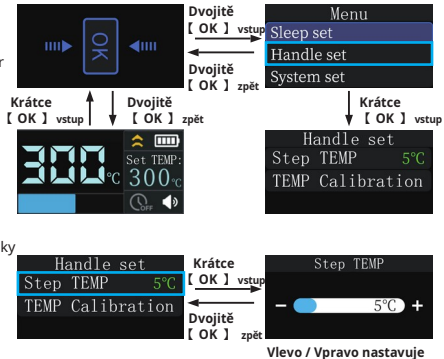 OK
Dvojitě
【 OK 】 vstup
Dvojitě
【 OK 】 zpět
Menu
Sleep set
Handle set
System set
r
Krátce
【 OK 】 vstup
Dvojitě
【 OK 】 zpět
Krátce
【 OK 】 vstup
300°C
Set TEMP:
300°C
OFF
Handle set
Step TEMP 5°C
TEMP Calibration
ky
Handle set
Step TEMP 5°C
TEMP Calibration
Krátce
【 OK 】 vstup
Dvojitě
【 OK 】 zpět
Step TEMP
− 5°C +
Vlevo / Vpravo nastavuje